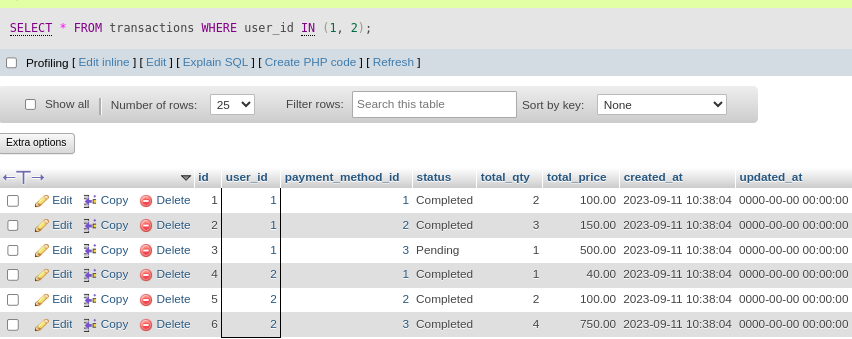 SELECT * FROM transactions WHERE user_id IN (1, 2);
Profiling [ Edit inline ] [ Edit ] [ Explain SQL ] [ Create PHP code ] [ Refresh ]
Show all | Number of rows: 25 Filter rows: Search this table Sort by key: None
Extra options
←T→ id user_id payment_method_id status total_qty total_price created_at updated_at
Edit Copy Delete 1 1 1 Completed 2 100.00 2023-09-11 10:38:04 0000-00-00 00:00:00
Edit Copy Delete 2 1 2 Completed 3 150.00 2023-09-11 10:38:04 0000-00-00 00:00:00
Edit Copy Delete 3 1 3 Pending 1 500.00 2023-09-11 10:38:04 0000-00-00 00:00:00
Edit Copy Delete 4 2 1 Completed 1 40.00 2023-09-11 10:38:04 0000-00-00 00:00:00
Edit Copy Delete 5 2 2 Completed 2 100.00 2023-09-11 10:38:04 0000-00-00 00:00:00
Edit Copy Delete 6 2 3 Completed 4 750.00 2023-09-11 10:38:04 0000-00-00 00:00:00